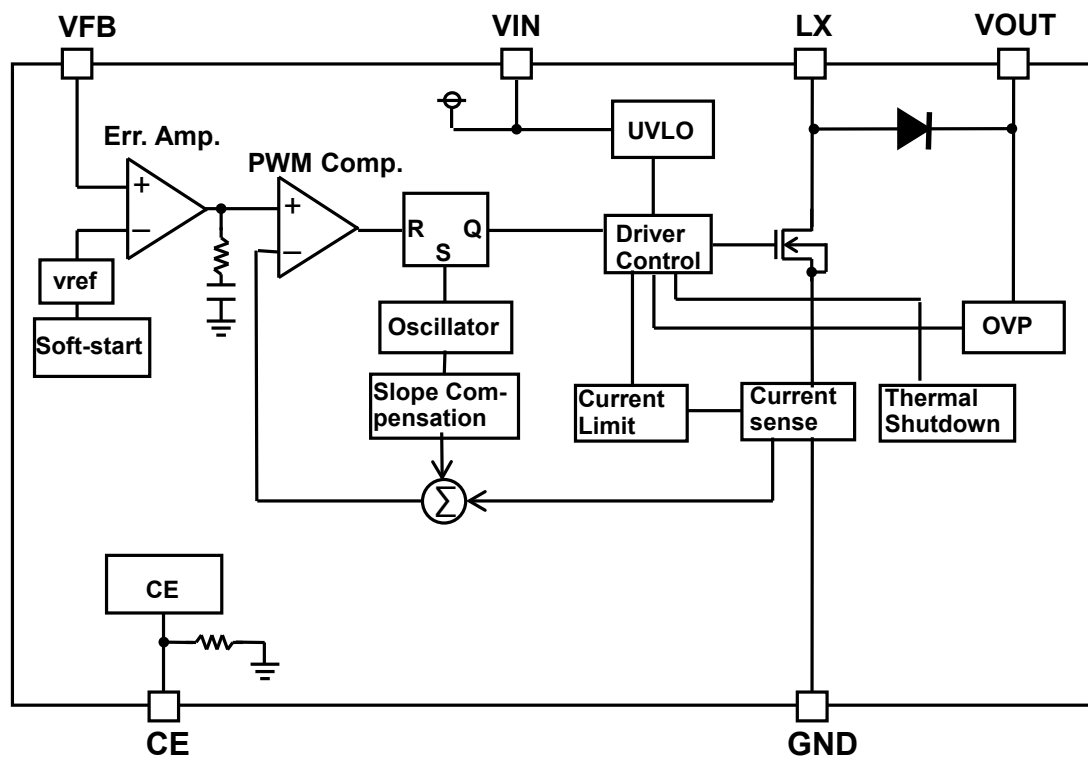 VFB
VIN
LX
VOUT
Err. Amp.
PWM Comp.
UVLO
+
−
+
−
R
Q
S
Driver
Control
vref
Soft-start
Oscillator
OVP
Slope Com-
pensation
Current
Limit
Current
sense
Thermal
Shutdown
Σ
CE
CE
GND